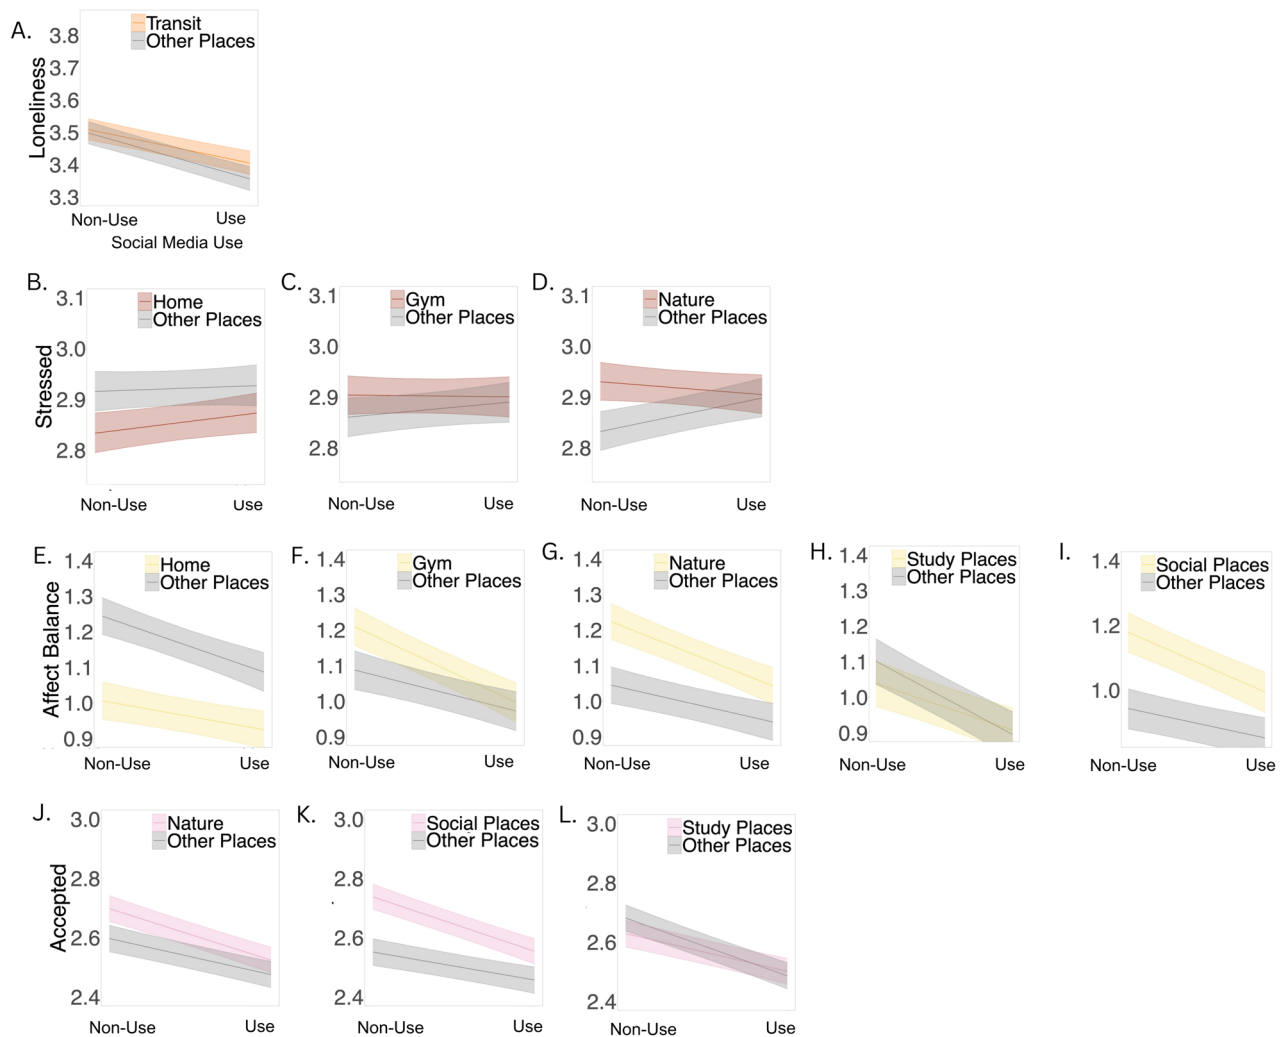 A.
Transit
Other Places
Loneliness
3.8
3.7
3.6
3.5
3.4
3.3
Non-Use
Use
Social Media Use
B.
Home
Other Places
Stressed
3.1
3.0
2.9
2.8
Non-Use
Use
C.
Gym
Other Places
3.1
3.0
2.9
2.8
Non-Use
Use
D.
Nature
Other Places
3.1
3.0
2.9
2.8
Non-Use
Use
E.
Home
Other Places
Affect Balance
1.4
1.3
1.2
1.1
1.0
0.9
Non-Use
Use
F.
Gym
Other Places
1.4
1.3
1.2
1.1
1.0
0.9
Non-Use
Use
G.
Nature
Other Places
1.4
1.3
1.2
1.1
1.0
0.9
Non-Use
Use
H.
Study Places
Other Places
1.4
1.3
1.2
1.1
1.0
0.9
Non-Use
Use
I.
Social Places
Other Places
1.4
1.2
1.0
Non-Use
Use
J.
Nature
Other Places
Accepted
3.0
2.8
2.6
2.4
Non-Use
Use
K.
Social Places
Other Places
3.0
2.8
2.6
2.4
Non-Use
Use
L.
Study Places
Other Places
3.0
2.8
2.6
2.4
Non-Use
Use